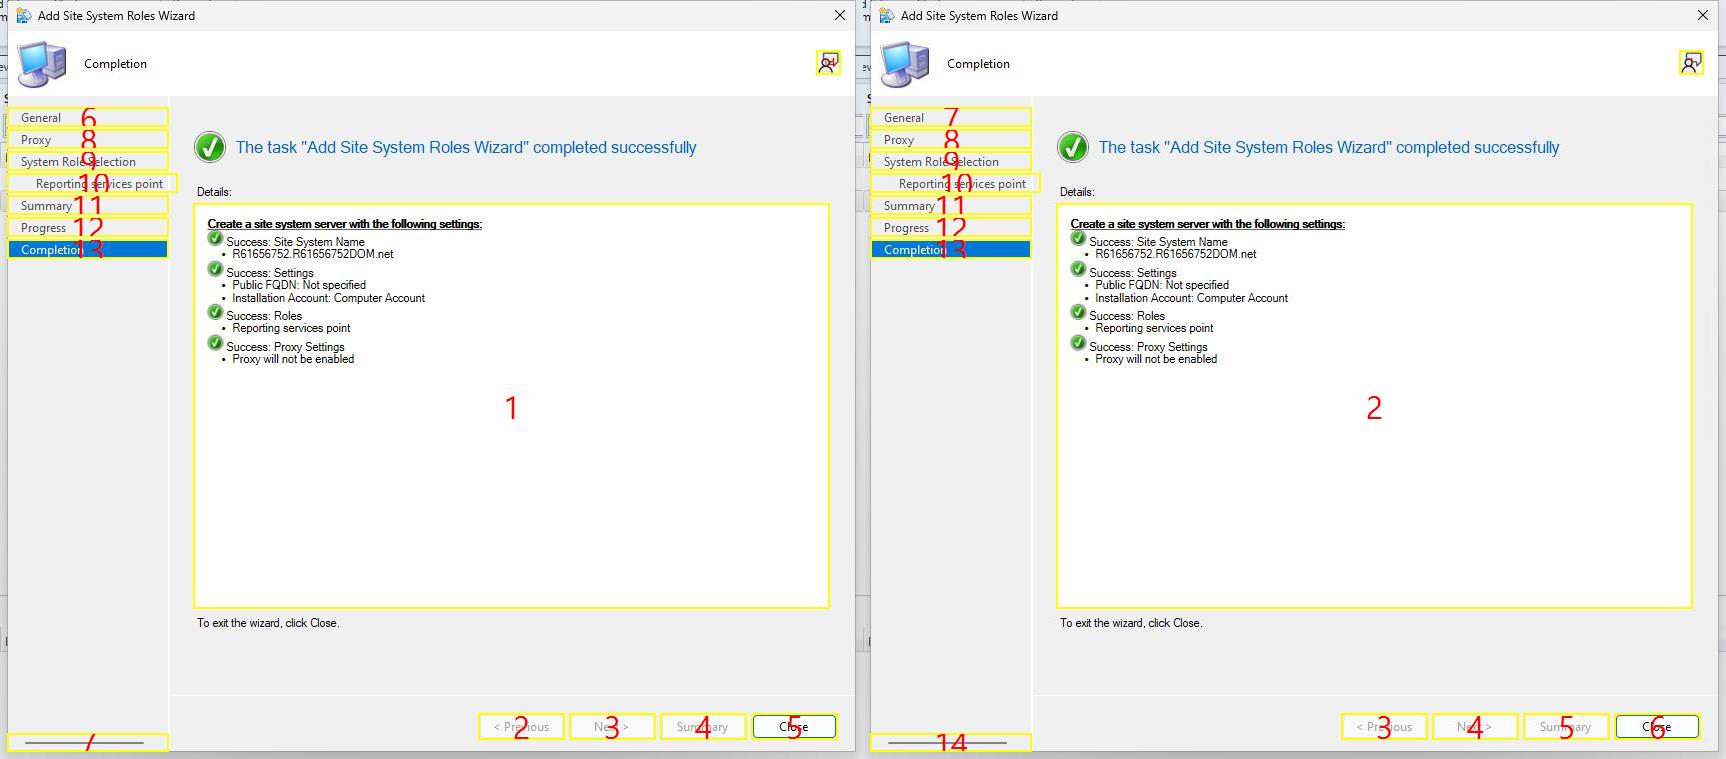 Add Site System Roles Wizard
Completion
14
General 6
Proxy 8
System Role Selection 9
Reporting services point 10
Summary 11
Progress 12
Completion 13
The task "Add Site System Roles Wizard" completed successfully
Details:
Create a site system server with the following settings:
Success: Site System Name
• R61656752.R61656752DOM.net
Success: Settings
• Public FQDN: Not specified
• Installation Account: Computer Account
Success: Roles
• Reporting services point
Success: Proxy Settings
• Proxy will not be enabled
1
To exit the wizard, click Close.
< Previous 2
Next > 3
Summary 4
Close 5
7
Add Site System Roles Wizard
Completion
1
General 7
Proxy 8
System Role Selection 9
Reporting services point 10
Summary 11
Progress 12
Completion 13
The task "Add Site System Roles Wizard" completed successfully
Details:
Create a site system server with the following settings:
Success: Site System Name
• R61656752.R61656752DOM.net
Success: Settings
• Public FQDN: Not specified
• Installation Account: Computer Account
Success: Roles
• Reporting services point
Success: Proxy Settings
• Proxy will not be enabled
2
To exit the wizard, click Close.
< Previous 3
Next > 4
Summary 5
Close 6
14